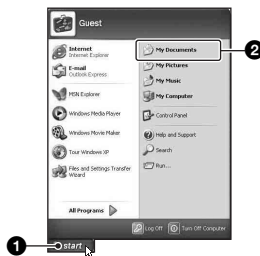 Guest
Internet
Internet Explorer
E-mail
Outlook Express
MSN Explorer
Windows Media Player
Windows Movie Maker
Tour Windows XP
Files and Settings Transfer
Wizard
All Programs
My Documents
My Pictures
My Music
My Computer
Control Panel
Help and Support
Search
Run...
Log Off
Turn Off Computer
start
1
2